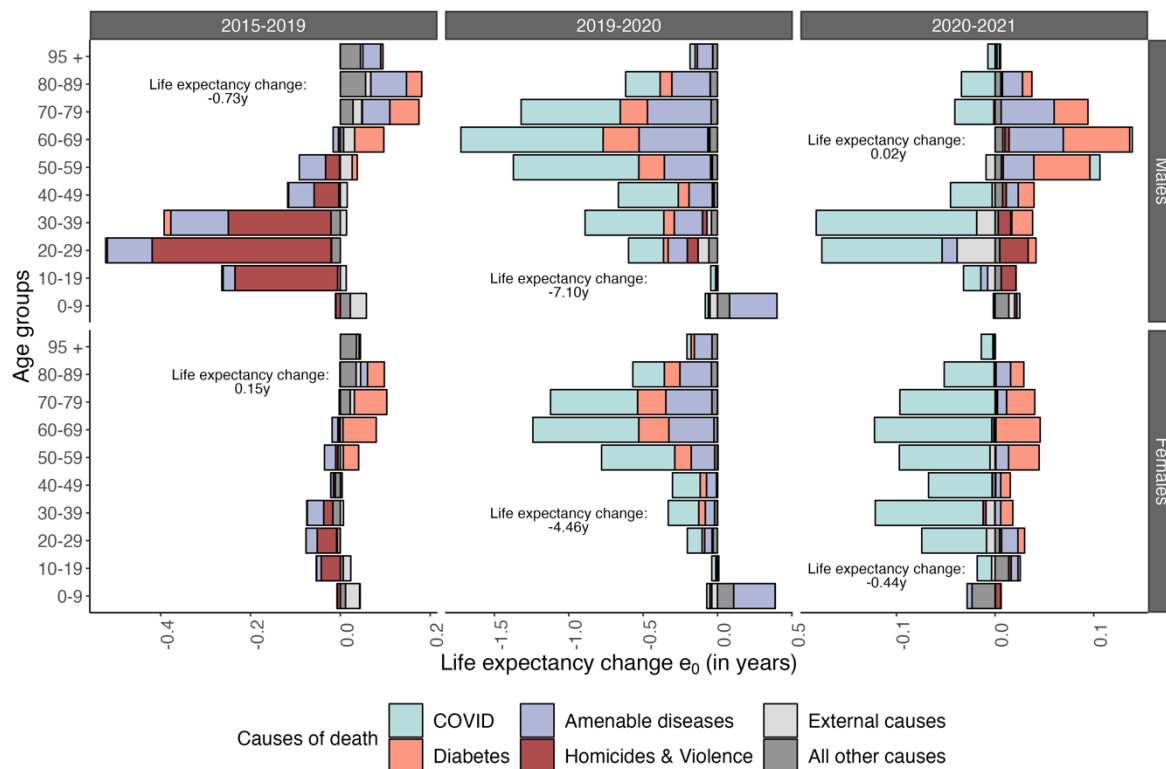 2015-2019 2019-2020 2020-2021
Age groups
Males
95 +
80-89
70-79
60-69
50-59
40-49
30-39
20-29
10-19
0-9
Life expectancy change:
-0.73y
Life expectancy change:
-7.10y
Life expectancy change:
0.02y
Females
95 +
80-89
70-79
60-69
50-59
40-49
30-39
20-29
10-19
0-9
Life expectancy change:
0.15y
Life expectancy change:
-4.46y
Life expectancy change:
-0.44y
-0.4 -0.2 0.0 0.2 -1.5 -1.0 -0.5 0.0 0.5 -0.1 0.0 0.1
Life expectancy change e₀ (in years)
Causes of death
COVID Amenable diseases External causes
Diabetes Homicides & Violence All other causes